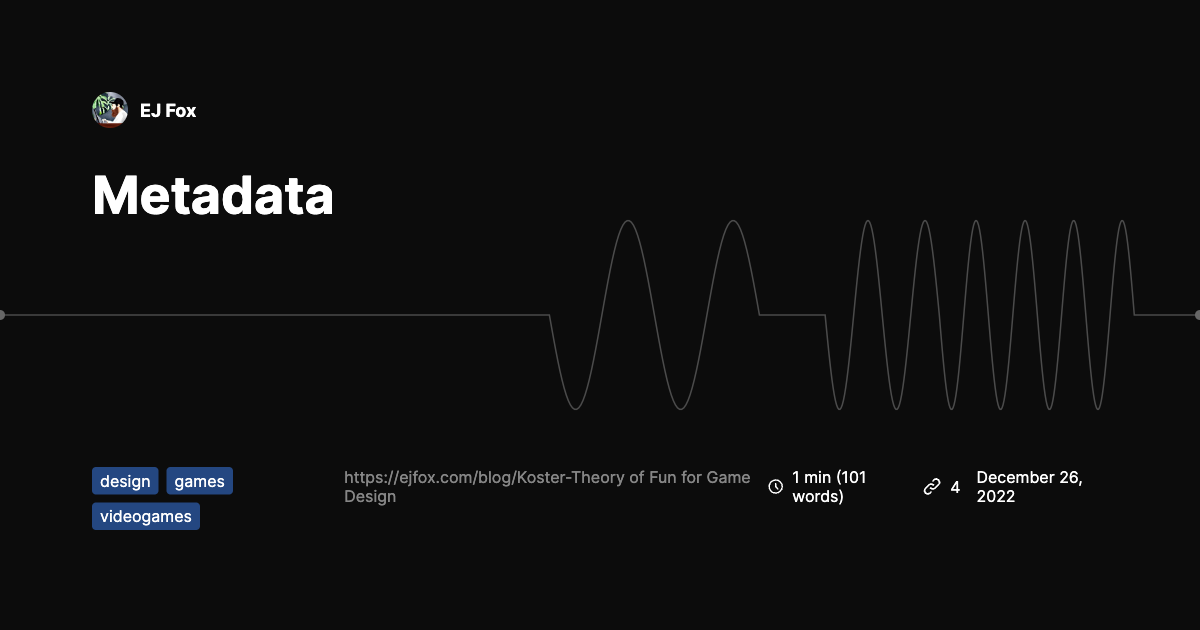 EJ Fox
Metadata
design games
videogames
https://ejfox.com/blog/Koster-Theory of Fun for Game
Design
1 min (101
words)
4
December 26,
2022